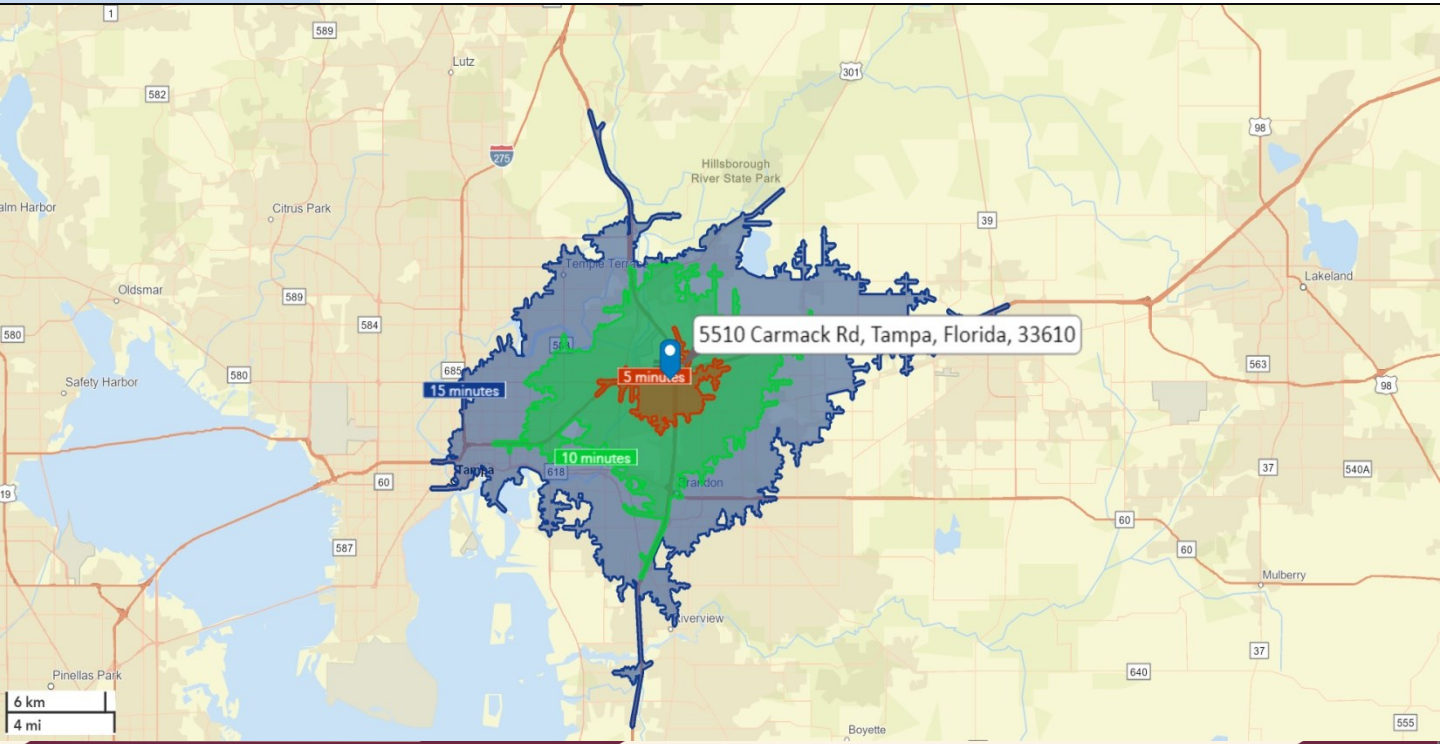 1
589
Lutz
582
301
98
275
Hillsborough
River State Park
alm Harbor
Citrus Park
39
Temple Terrace
Lakeland
Oldsmar
589
584
580
5510 Carmack Rd, Tampa, Florida, 33610
685
563
580
Safety Harbor
5 minutes
98
15 minutes
10 minutes
Tampa
618
60
Brandon
37
540A
19
60
587
60
Mulberry
Riverview
37
Pinellas Park
640
6 km
4 mi
Boyette
555